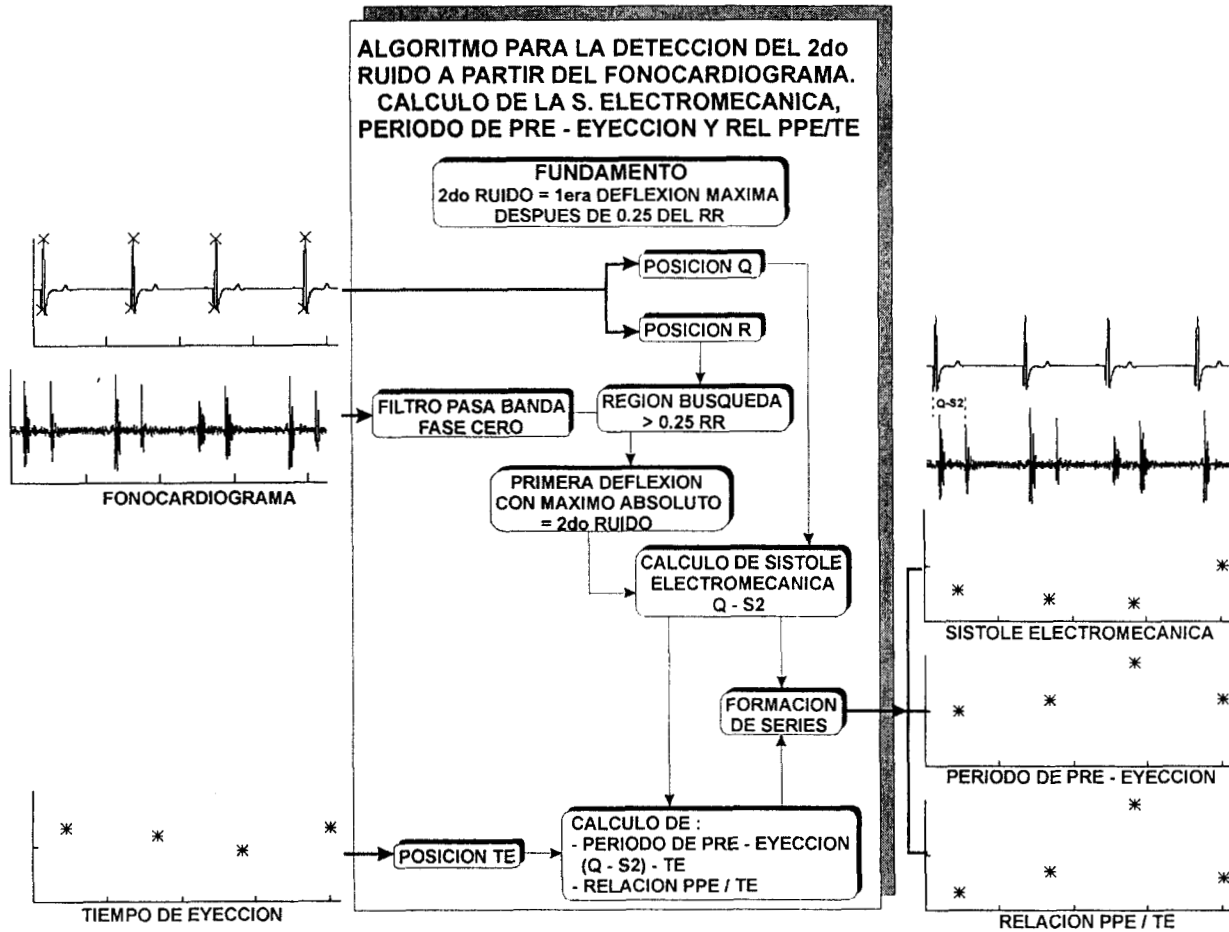 ALGORITMO PARA LA DETECCION DEL 2do
RUIDO A PARTIR DEL FONOCARDIOGRAMA.
CALCULO DE LA S. ELECTROMECANICA,
PERIODO DE PRE - EYECCION Y REL PPE/TE
FUNDAMENTO
2do RUIDO = 1era DEFLEXION MAXIMA
DESPUES DE 0.25 DEL RR
POSICION Q
POSICION R
FILTRO PASA BANDA
FASE CERO
REGION BUSQUEDA
> 0.25 RR
FONOCARDIOGRAMA
PRIMERA DEFLEXION
CON MAXIMO ABSOLUTO
= 2do RUIDO
CALCULO DE SISTOLE
ELECTROMECANICA
Q - S2
FORMACION
DE SERIES
POSICION TE
CALCULO DE :
- PERIODO DE PRE - EYECCION
(Q - S2) - TE
- RELACION PPE / TE
TIEMPO DE EYECCION
Q-S2
SISTOLE ELECTROMECANICA
PERIODO DE PRE - EYECCION
RELACION PPE / TE